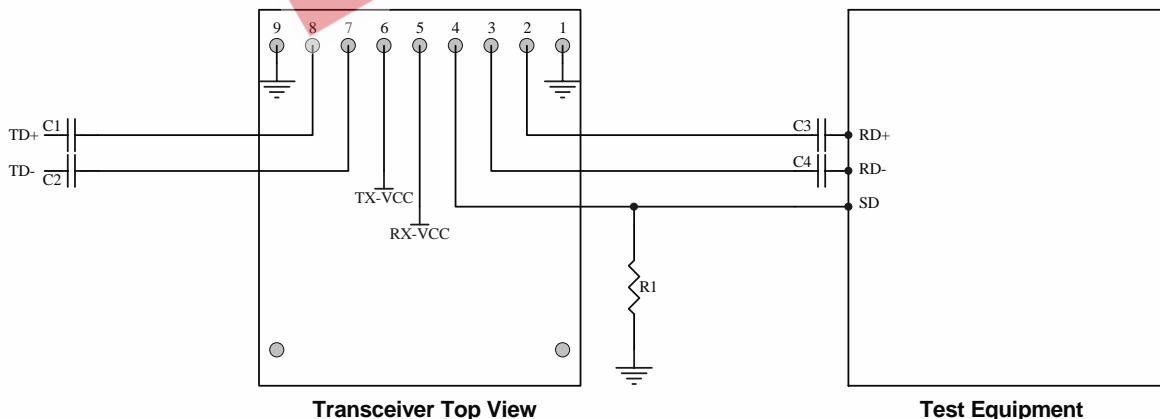 9 8 7 6 5 4 3 2 1
TD+ C1
TD- C2
TX-VCC
RX-VCC
C3 RD+
C4 RD-
SD
R1
Transceiver Top View
Test Equipment